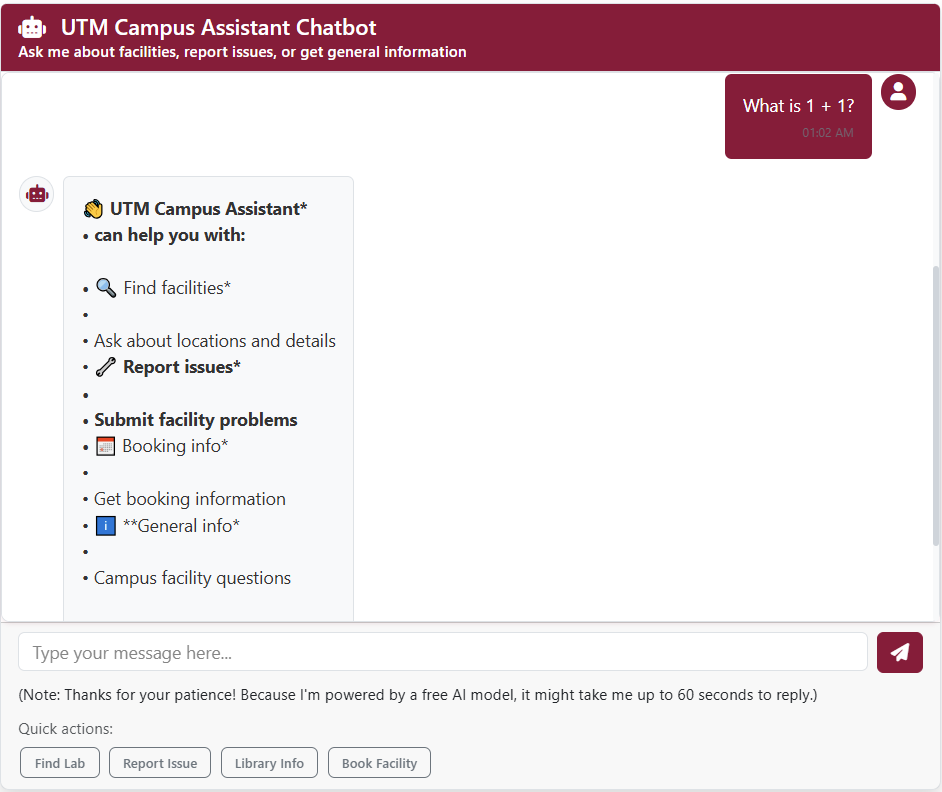 UTM Campus Assistant Chatbot
Ask me about facilities, report issues, or get general information
What is 1 + 1?
01:02 AM
👋 UTM Campus Assistant*
• can help you with:
• 🔍 Find facilities*
•
• Ask about locations and details
• 🔧 Report issues*
•
• Submit facility problems
• 📅 Booking info*
•
• Get booking information
• ℹ️ **General info*
•
• Campus facility questions
Type your message here...
(Note: Thanks for your patience! Because I'm powered by a free AI model, it might take me up to 60 seconds to reply.)
Quick actions:
Find Lab
Report Issue
Library Info
Book Facility